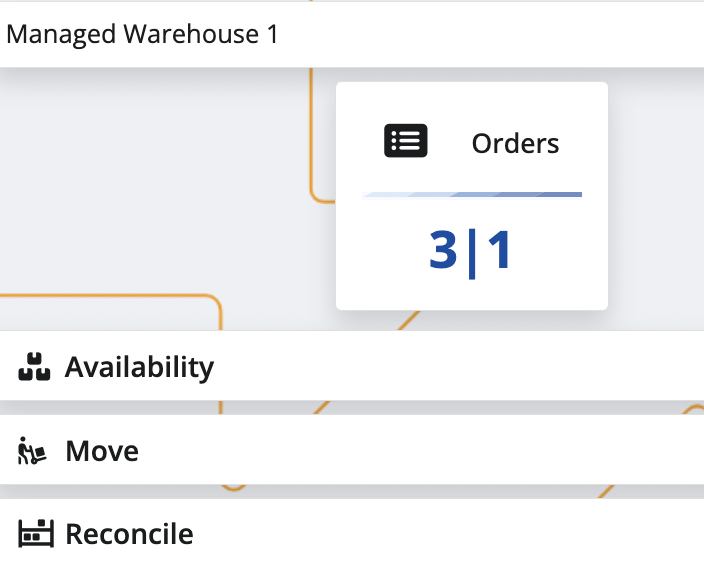 Managed Warehouse 1
Orders
3|1
Availability
Move
Reconcile